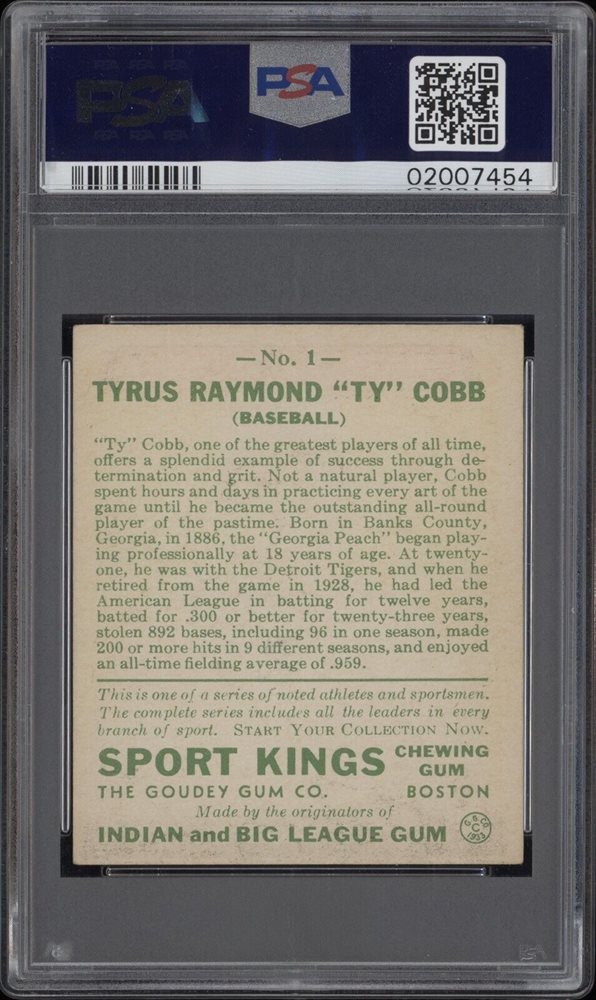 PSA PSA PSA
PSA
PSA PSA PSA
PSA
02007454
—No. 1—
TYRUS RAYMOND “TY” COBB
(BASEBALL)
“Ty” Cobb, one of the greatest players of all time,
offers a splendid example of success through de-
termination and grit. Not a natural player, Cobb
spent hours and days in practicing every art of the
game until he became the outstanding all-round
player of the pastime. Born in Banks County,
Georgia, in 1886, the “Georgia Peach” began play-
ing professionally at 18 years of age. At twenty-
one, he was with the Detroit Tigers, and when he
retired from the game in 1928, he had led the
American League in batting for twelve years,
batted for .300 or better for twenty-three years,
stolen 892 bases, including 96 in one season, made
200 or more hits in 9 different seasons, and enjoyed
an all-time fielding average of .959.
This is one of a series of noted athletes and sportsmen.
The complete series includes all the leaders in every
branch of sport. START YOUR COLLECTION NOW.
SPORT KINGS CHEWING GUM
THE GOUDEY GUM CO. BOSTON
Made by the originators of
INDIAN and BIG LEAGUE GUM
G. G. CO. C 1933